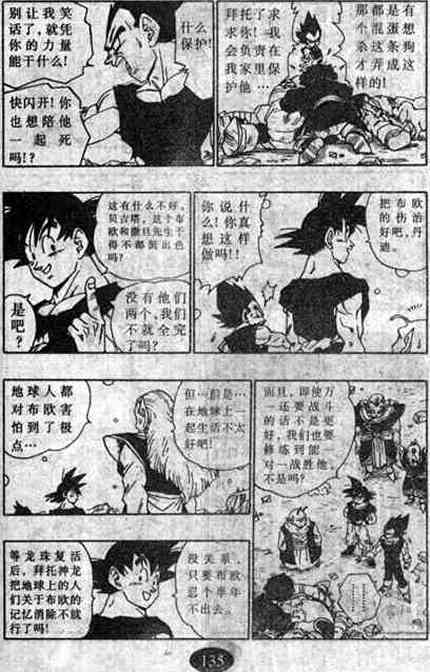 那都是有
个混蛋想
杀这条狗
才弄成这
样的!
拜托了求
求你!我
会负责在
我家里保
护他…
什么
保护!
别让我笑
话了,就凭
你的力量
能干什么!
快闪开!你
也想陪他
一起死
吗!?
把布欧
的伤治
好吧,丹
迪。
你说什
么!你真
想这样
做吗!!
这有什么不好,
贝吉塔,这个布
欧和撒旦先生干
得不都挺出色
吗?
没有他们
两个,我们
不就全完
了吗?
是
吧?
而且,即使万
一还要战斗
的话不是更
好,我们也要
修炼到能一
对一战胜他,
不是吗?
…………
但…但是…
在地球上一
起生活不太
好吧!
地球人都
对布欧害
怕到了极
点…
没关系,
只要布欧
忍个半年
不出去。
等龙珠复活
后,拜托神龙
把地球上的人
们关于布欧的
记忆消除不就
行了吗!
135